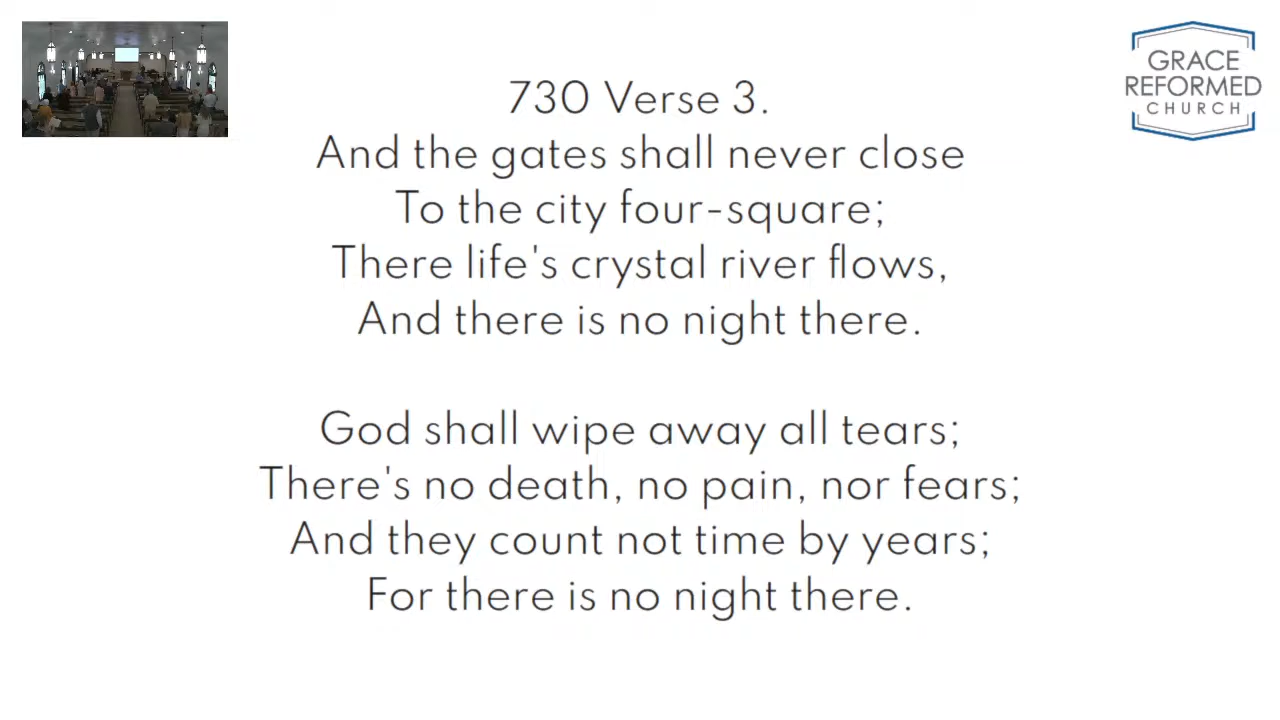 GRACE
REFORMED
CHURCH
730 Verse 3.
And the gates shall never close
To the city four-square;
There life's crystal river flows,
And there is no night there.
God shall wipe away all tears;
There's no death, no pain, nor fears;
And they count not time by years;
For there is no night there.